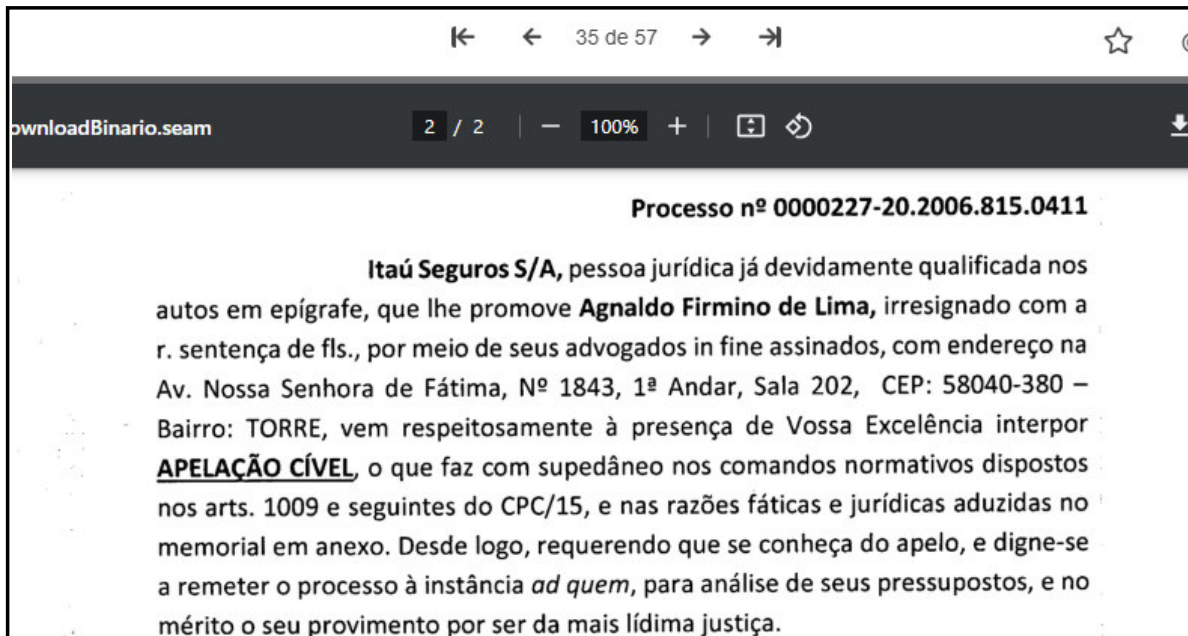 35 de 57
ownloadBinario.seam 2 / 2 | − 100% + |
Processo nº 0000227-20.2006.815.0411
Itaú Seguros S/A, pessoa jurídica já devidamente qualificada nos
autos em epígrafe, que lhe promove Agnaldo Firmino de Lima, irresignado com a
r. sentença de fls., por meio de seus advogados in fine assinados, com endereço na
Av. Nossa Senhora de Fátima, Nº 1843, 1ª Andar, Sala 202, CEP: 58040-380 –
Bairro: TORRE, vem respeitosamente à presença de Vossa Excelência interpor
APELAÇÃO CÍVEL, o que faz com supedâneo nos comandos normativos dispostos
nos arts. 1009 e seguintes do CPC/15, e nas razões fáticas e jurídicas aduzidas no
memorial em anexo. Desde logo, requerendo que se conheça do apelo, e digne-se
a remeter o processo à instância ad quem, para análise de seus pressupostos, e no
mérito o seu provimento por ser da mais lídima justiça.